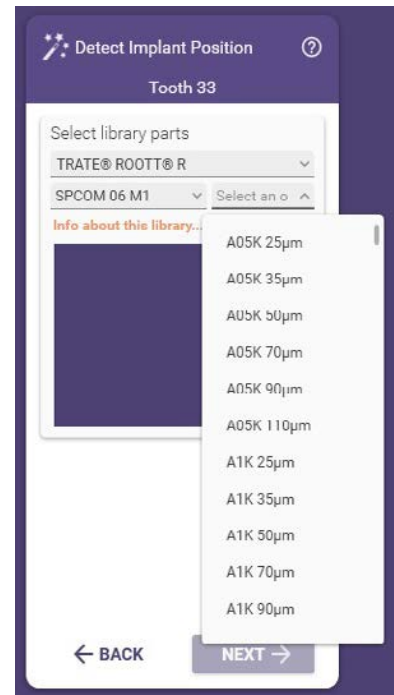 Detect Implant Position
Tooth 33
Select library parts
TRATE® ROOTT® R
SPCOM 06 M1 Select an o
Info about this library...
A05K 25µm
A05K 35µm
A05K 50µm
A05K 70µm
A05K 90µm
A05K 110µm
A1K 25µm
A1K 35µm
A1K 50µm
A1K 70µm
A1K 90µm
BACK NEXT